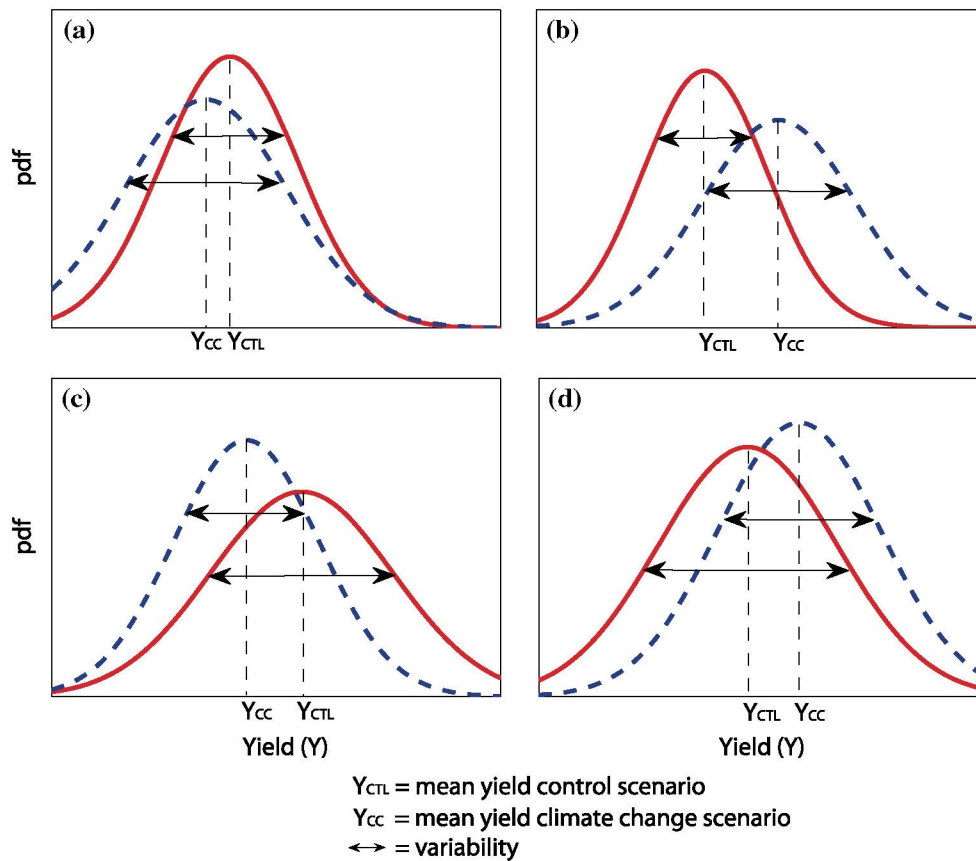 (a)
(b)
pdf
YCC YCTL
YCTL YCC
(c)
(d)
pdf
YCC YCTL
YCTL YCC
Yield (Y)
Yield (Y)
YCTL = mean yield control scenario
YCC = mean yield climate change scenario
↔ = variability